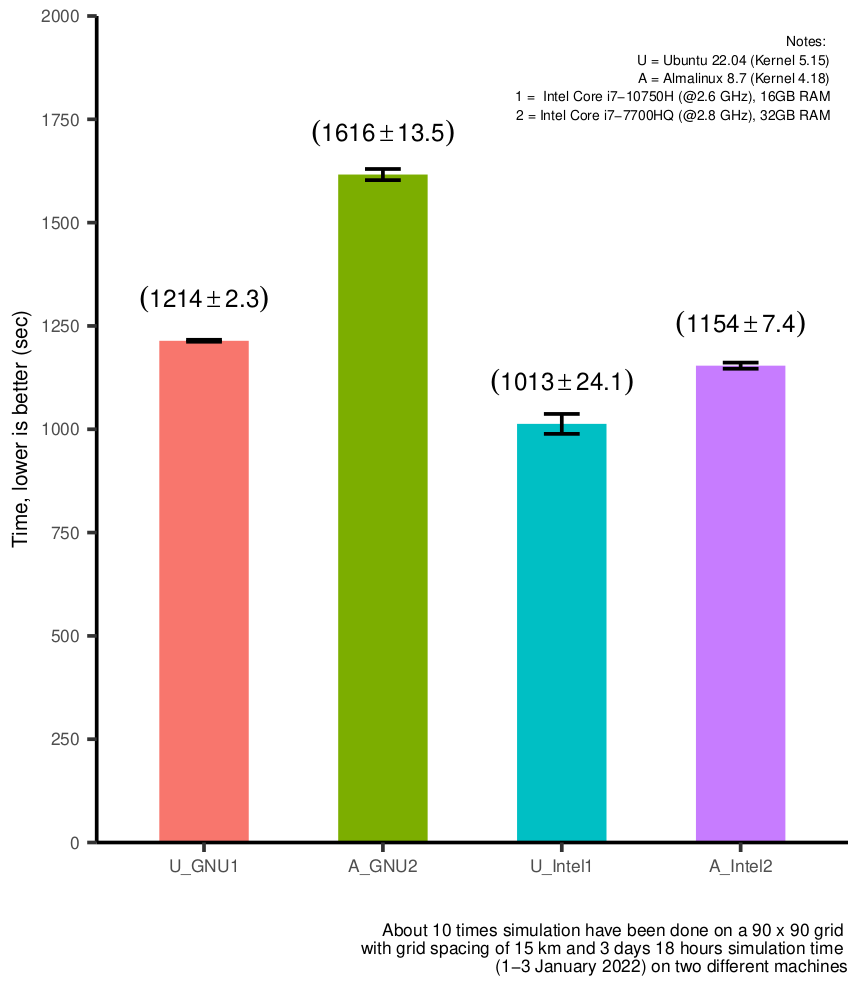 Notes:
U = Ubuntu 22.04 (Kernel 5.15)
A = Almalinux 8.7 (Kernel 4.18)
1 =  Intel Core i7−10750H (@2.6 GHz), 16GB RAM
2 = Intel Core i7−7700HQ (@2.8 GHz), 32GB RAM
Time, lower is better (sec)
2000
1750
1500
1250
1000
750
500
250
0
(1214±2.3)
(1616±13.5)
(1013±24.1)
(1154±7.4)
U_GNU1
A_GNU2
U_Intel1
A_Intel2
About 10 times simulation have been done on a 90 x 90 grid
with grid spacing of 15 km and 3 days 18 hours simulation time
(1−3 January 2022) on two different machines